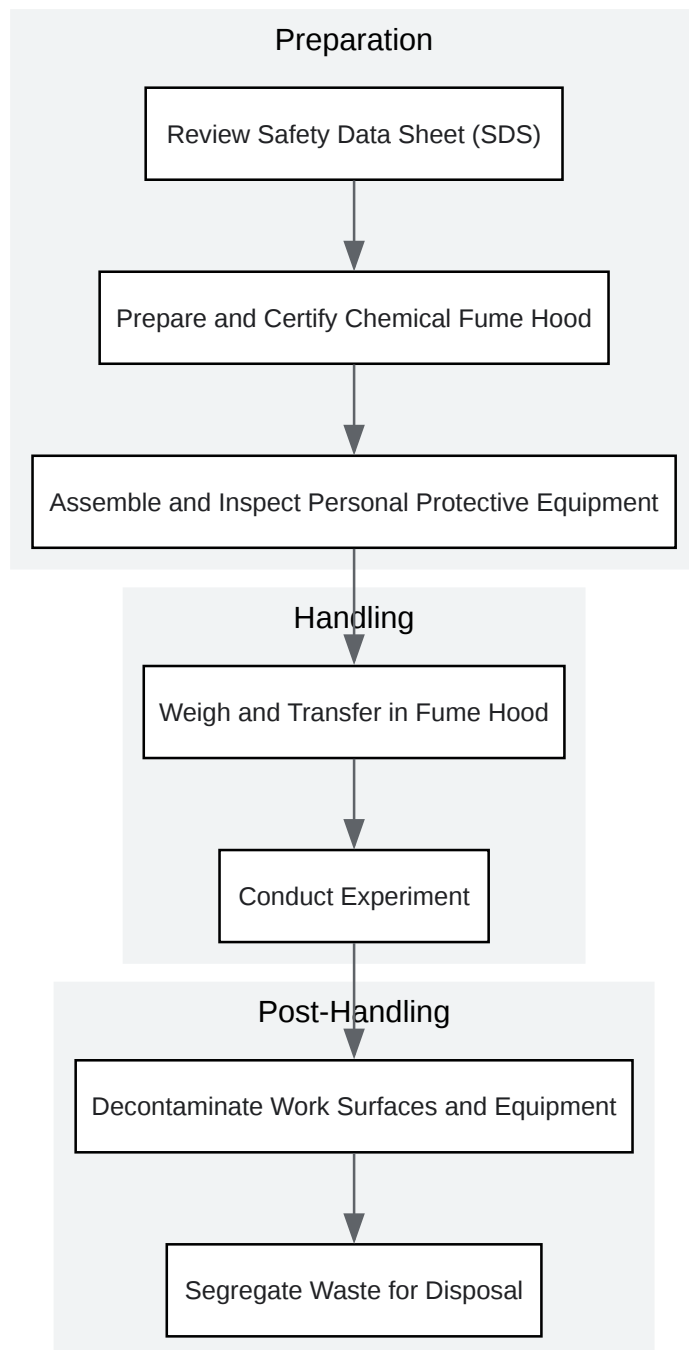 Preparation
Review Safety Data Sheet (SDS)
Prepare and Certify Chemical Fume Hood
Assemble and Inspect Personal Protective Equipment
Handling
Weigh and Transfer in Fume Hood
Conduct Experiment
Post-Handling
Decontaminate Work Surfaces and Equipment
Segregate Waste for Disposal